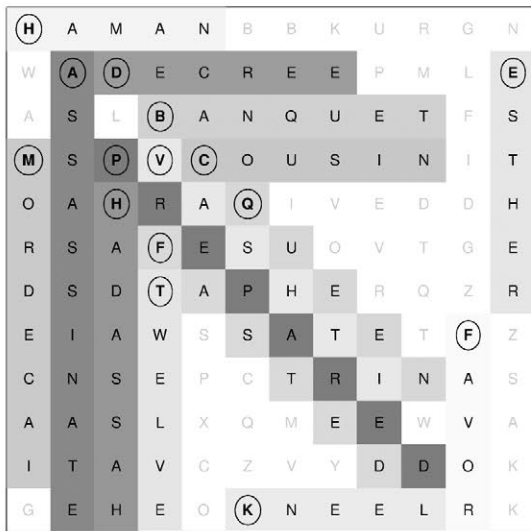 H A M A N B B K U R G N
W A D E C R E E P M L E
A S L B A N Q U E T F S
M S P V C O U S I N I T
O A H R A Q I V E D D H
R S A F E S U O V T G E
D S D T A P H E R Q Z R
E I A W S S A T E T F Z
C N S E P C T R I N A S
A A S L X Q M E E W V A
I T A V C Z V Y D D O K
G E H E O K N E E L R K